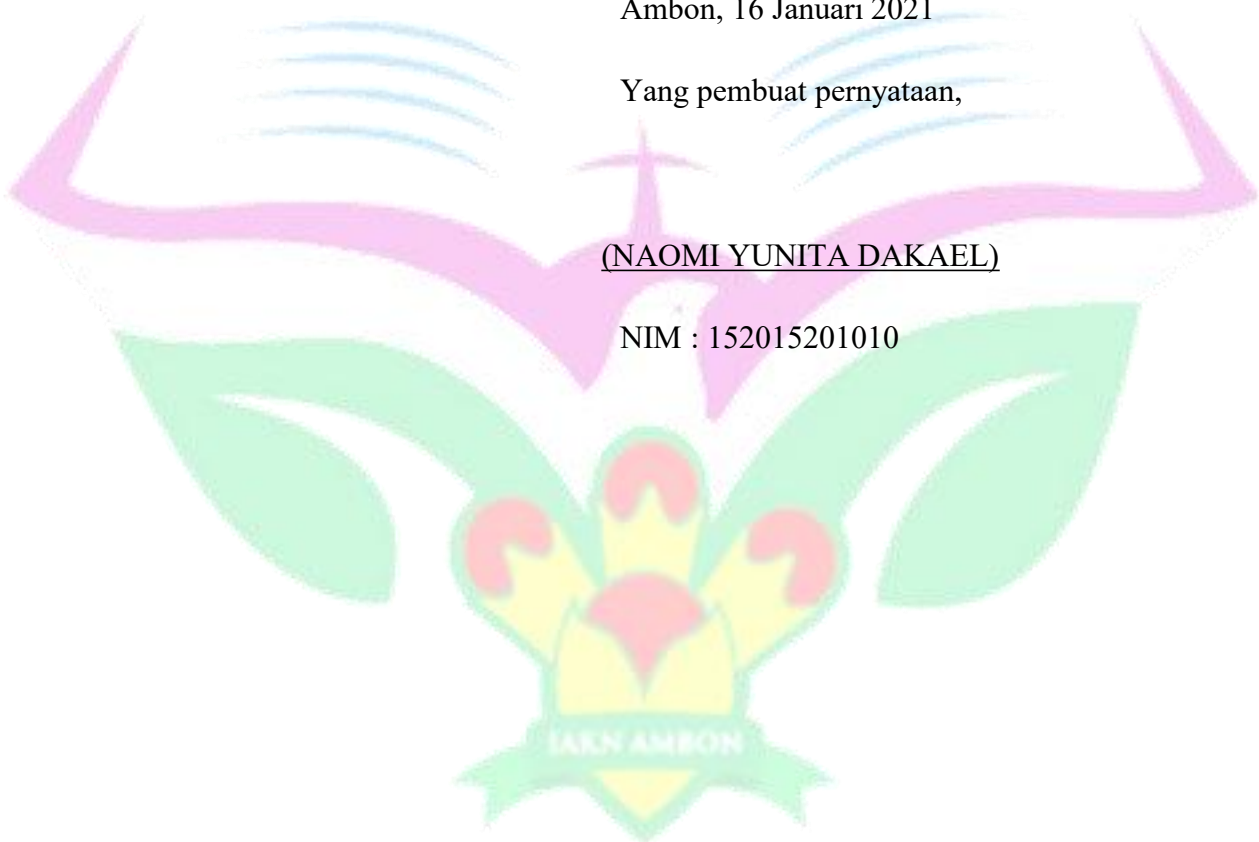 Ambon, 16 Januari 2021
Yang pembuat pernyataan,
(NAOMI YUNITA DAKAEL)
NIM : 152015201010
IAKN AMBON